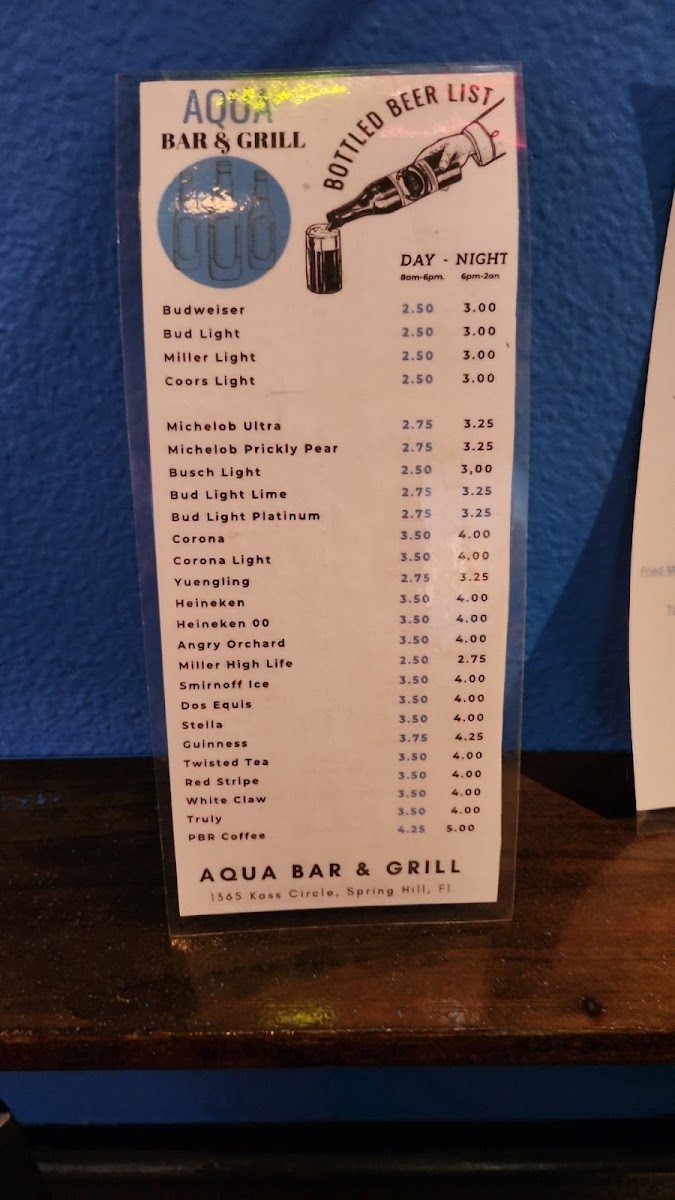 AQUA
BAR & GRILL
BOTTLED BEER LIST
DAY - NIGHT
8am-6pm. 6pm-2an
Budweiser 2.50 3.00
Bud Light 2.50 3.00
Miller Light 2.50 3.00
Coors Light 2.50 3.00
Michelob Ultra 2.75 3.25
Michelob Prickly Pear 2.75 3.25
Busch Light 2.50 3,00
Bud Light Lime 2.75 3.25
Bud Light Platinum 2.75 3.25
Corona 3.50 4.00
Corona Light 3.50 4.00
Yuengling 2.75 3.25
Heineken 3.50 4.00
Heineken 00 3.50 4.00
Angry Orchard 3.50 4.00
Miller High Life 2.50 2.75
Smirnoff Ice 3.50 4.00
Dos Equis 3.50 4.00
Stella 3.50 4.00
Guinness 3.75 4.25
Twisted Tea 3.50 4.00
Red Stripe 3.50 4.00
White Claw 3.50 4.00
Truly 3.50 4.00
PBR Coffee 4.25 5.00
AQUA BAR & GRILL
1365 Kass Circle, Spring Hill, Fl
Fried